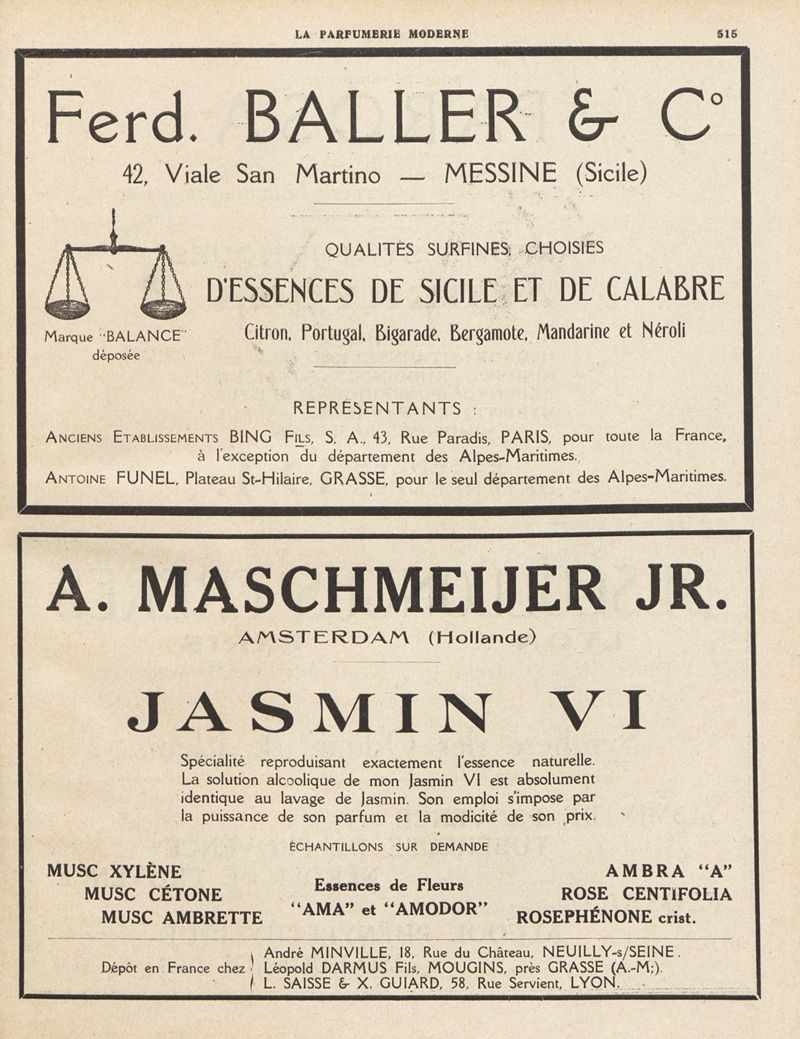 LA PARFUMERIE MODERNE 515
Ferd. BALLER & Cº
42, Viale San Martino — MESSINE (Sicile)
QUALITÉS SURFINES, CHOISIES
D'ESSENCES DE SICILE ET DE CALABRE
Citron, Portugal, Bigarade, Bergamote, Mandarine et Néroli
Marque "BALANCE"
déposée
REPRÉSENTANTS :
ANCIENS ETABLISSEMENTS BING FILS, S. A., 43, Rue Paradis, PARIS, pour toute la France,
à l'exception du département des Alpes-Maritimes.
ANTOINE FUNEL, Plateau St-Hilaire, GRASSE, pour le seul département des Alpes-Maritimes.
A. MASCHMEIJER JR.
AMSTERDAM (Hollande)
JASMIN VI
Spécialité reproduisant exactement l'essence naturelle.
La solution alcoolique de mon Jasmin VI est absolument
identique au lavage de Jasmin. Son emploi s'impose par
la puissance de son parfum et la modicité de son prix.
ÉCHANTILLONS SUR DEMANDE
MUSC XYLÈNE
MUSC CÉTONE
MUSC AMBRETTE
Essences de Fleurs
"AMA" et "AMODOR"
AMBRA "A"
ROSE CENTIFOLIA
ROSEPHÉNONE crist.
Dépôt en France chez
André MINVILLE, 18, Rue du Château, NEUILLY-s/SEINE.
Léopold DARMUS Fils, MOUGINS, près GRASSE (A.-M.).
L. SAISSE & X. GUIARD, 58, Rue Servient, LYON.